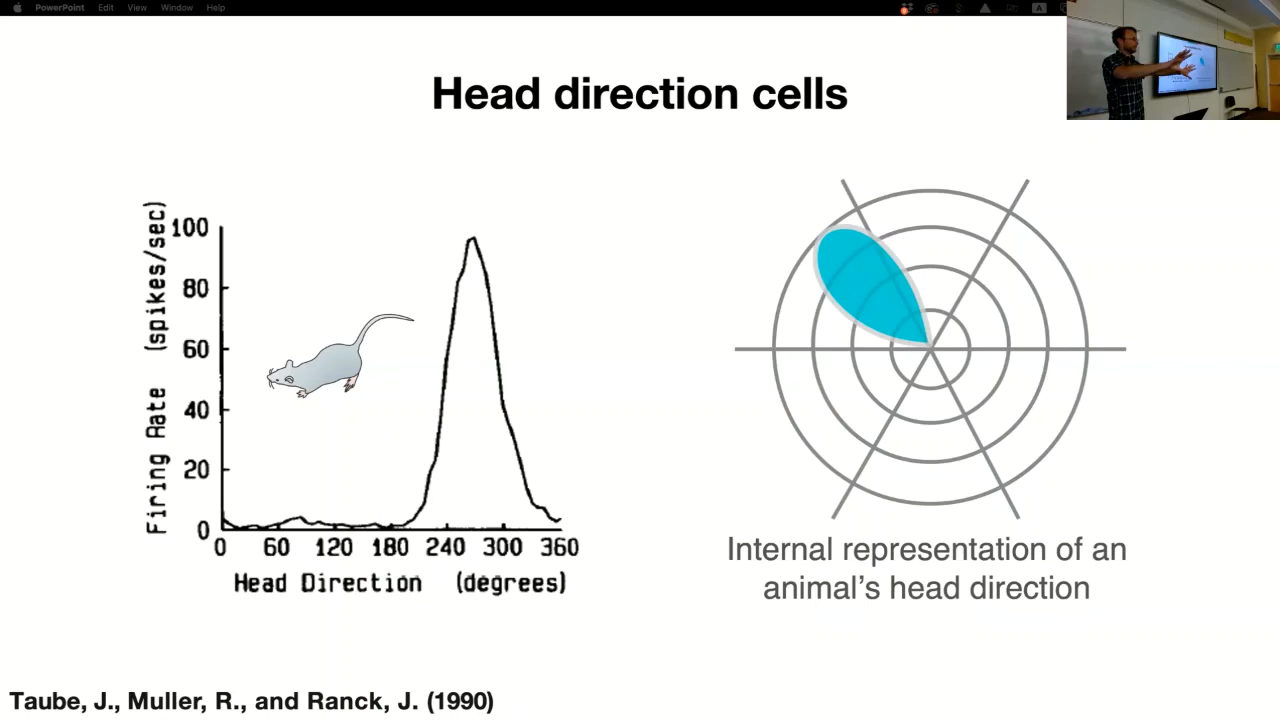 PowerPoint Edit View Window Help
Head direction cells
Firing Rate (spikes/sec)
100
80
60
40
20
0
0 60 120 180 240 300 360
Head Direction (degrees)
Internal representation of an
animal's head direction
Taube, J., Muller, R., and Ranck, J. (1990)